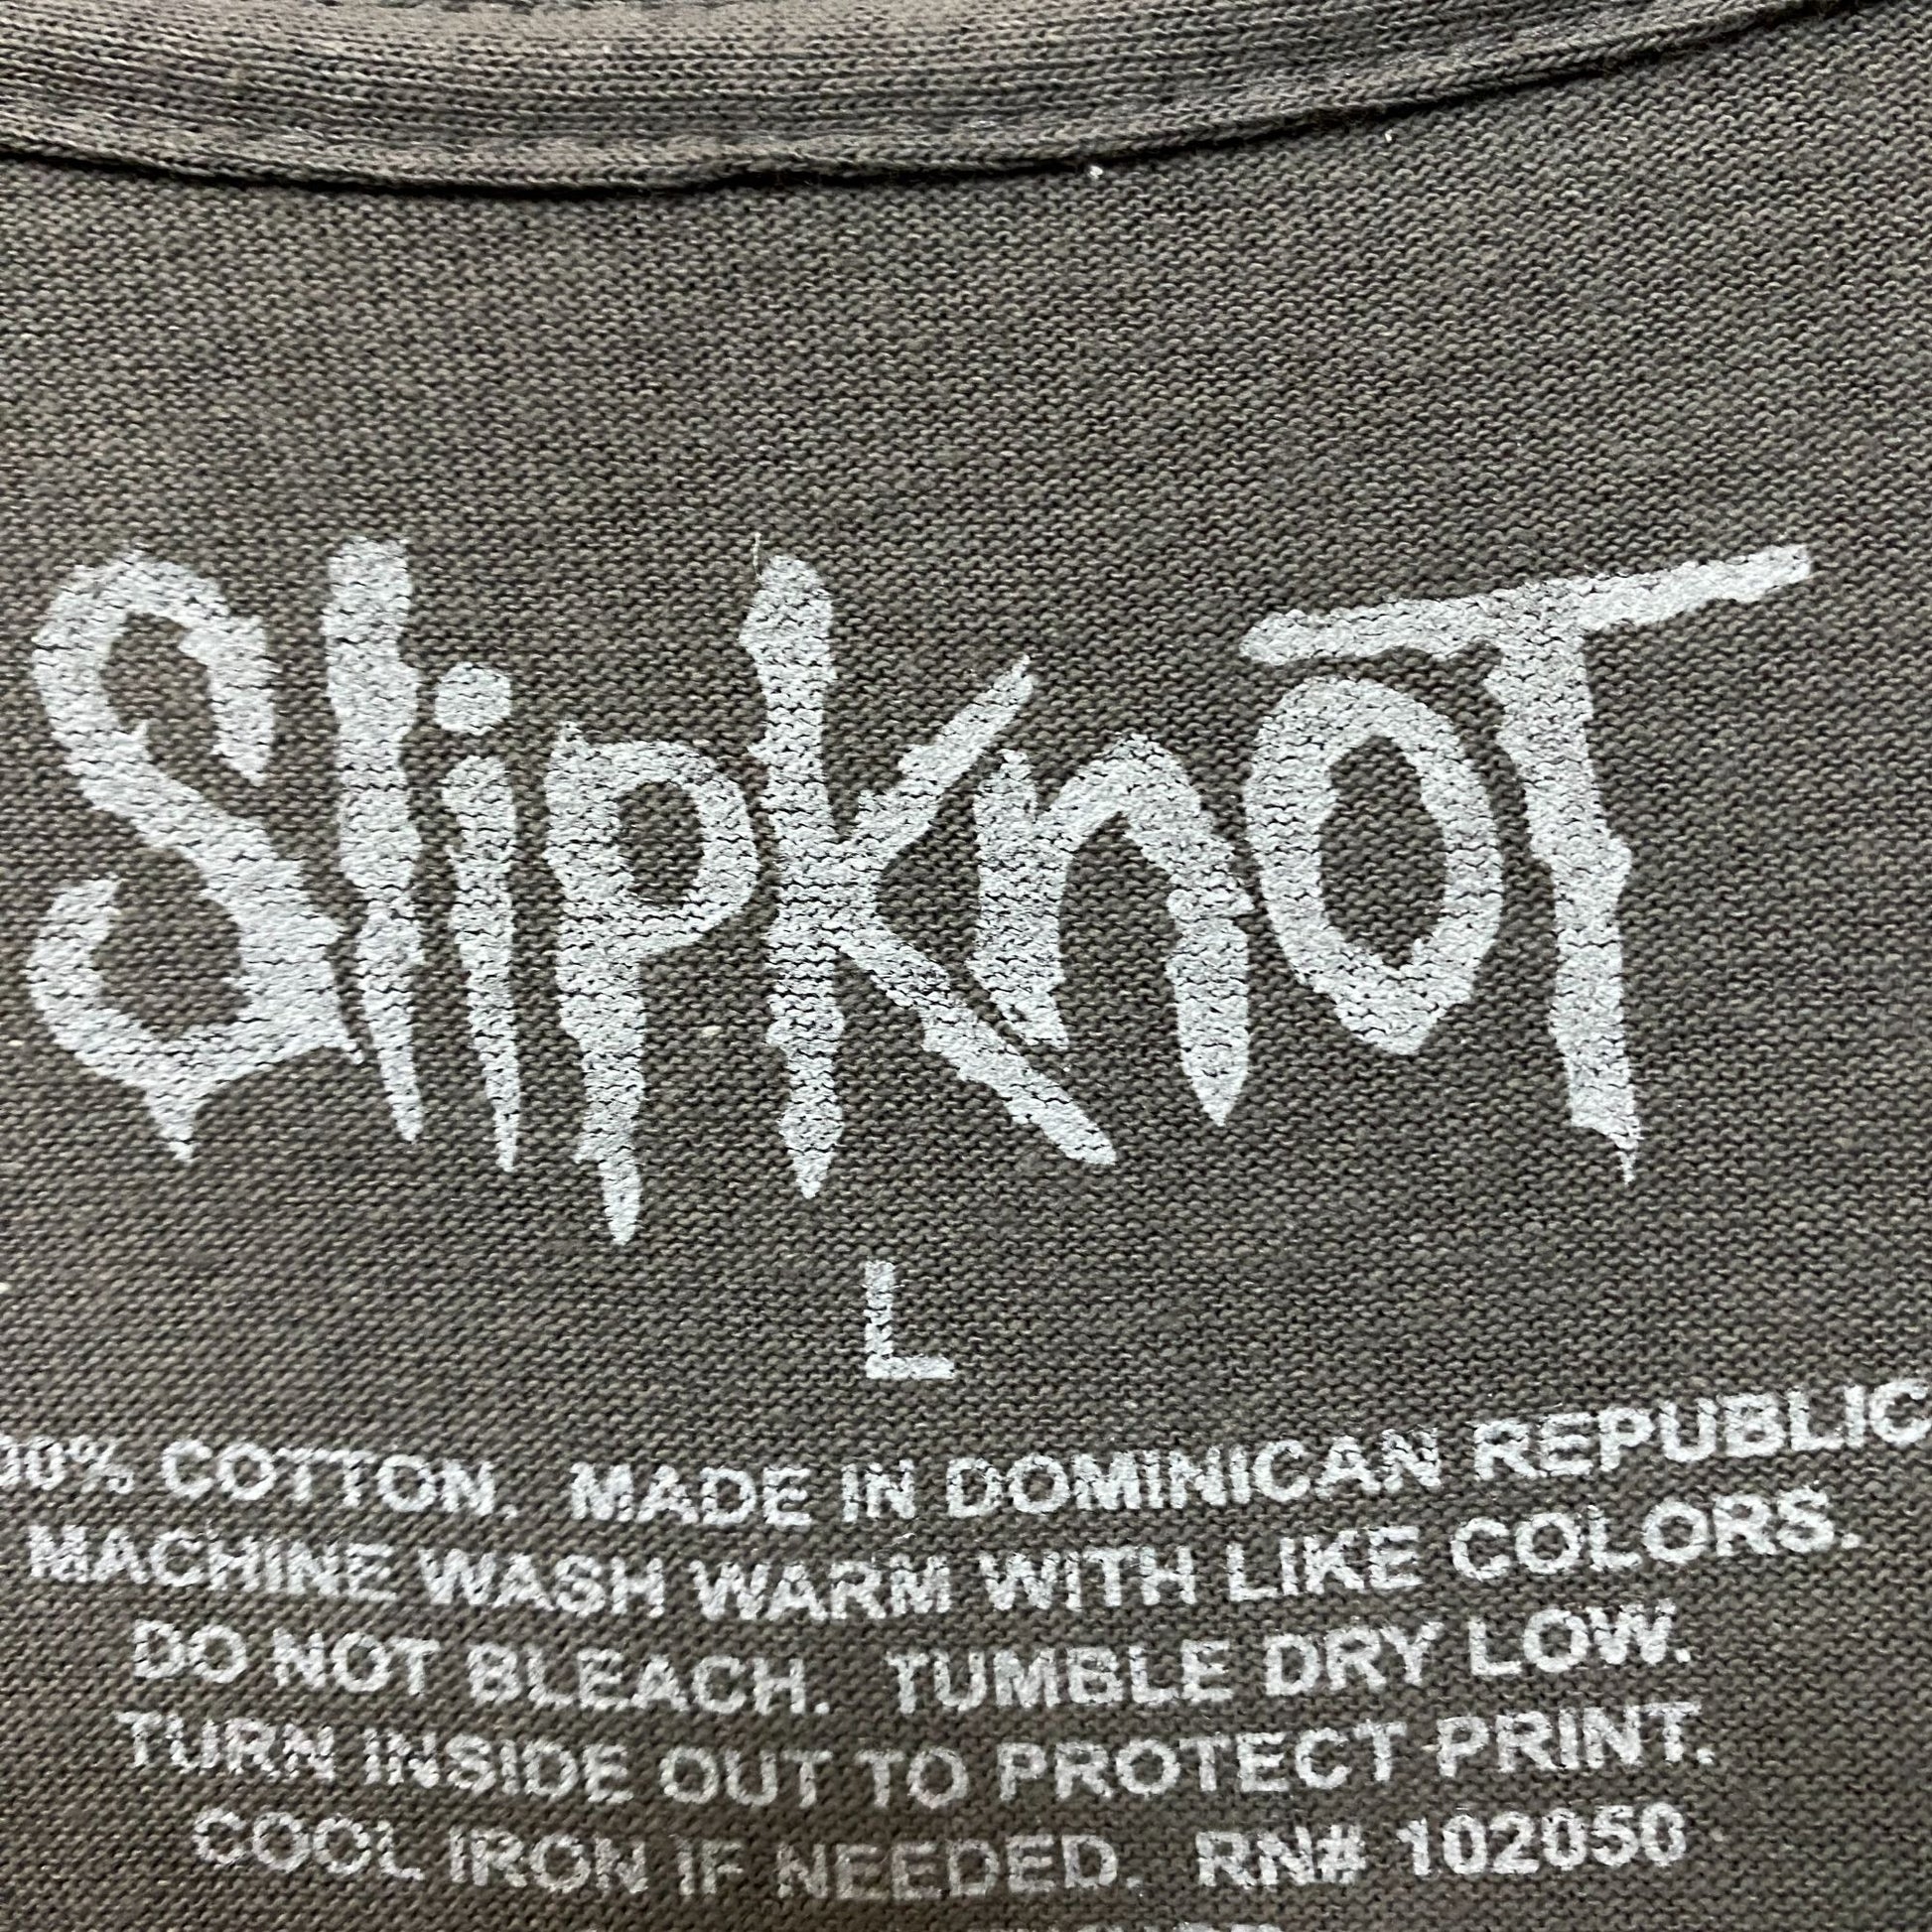 SlipknoT
L
00% COTTON. MADE IN DOMINICAN REPUBLIC
MACHINE WASH WARM WITH LIKE COLORS.
DO NOT BLEACH. TUMBLE DRY LOW.
TURN INSIDE OUT TO PROTECT PRINT.
COOL IRON IF NEEDED. RN# 102050